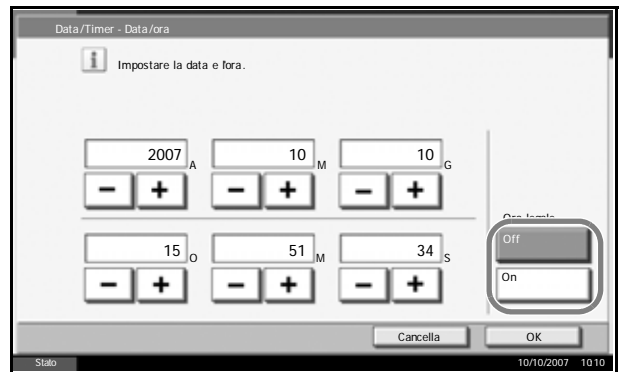 Data/Timer - Data/ora
Impostare la data e l'ora.
2007 A 10 M 10 G
Off
15 O 51 M 34 S
On
Cancella OK
Stato 10/10/2007 10:10